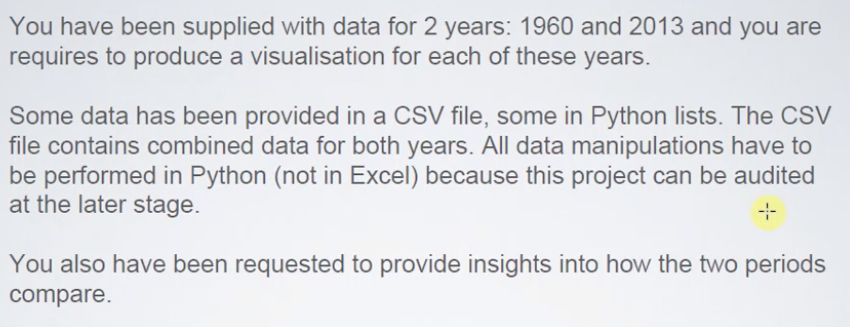 You have been supplied with data for 2 years: 1960 and 2013 and you are
requires to produce a visualisation for each of these years.
Some data has been provided in a CSV file, some in Python lists. The CSV
file contains combined data for both years. All data manipulations have to
be performed in Python (not in Excel) because this project can be audited
at the later stage.
You also have been requested to provide insights into how the two periods
compare.